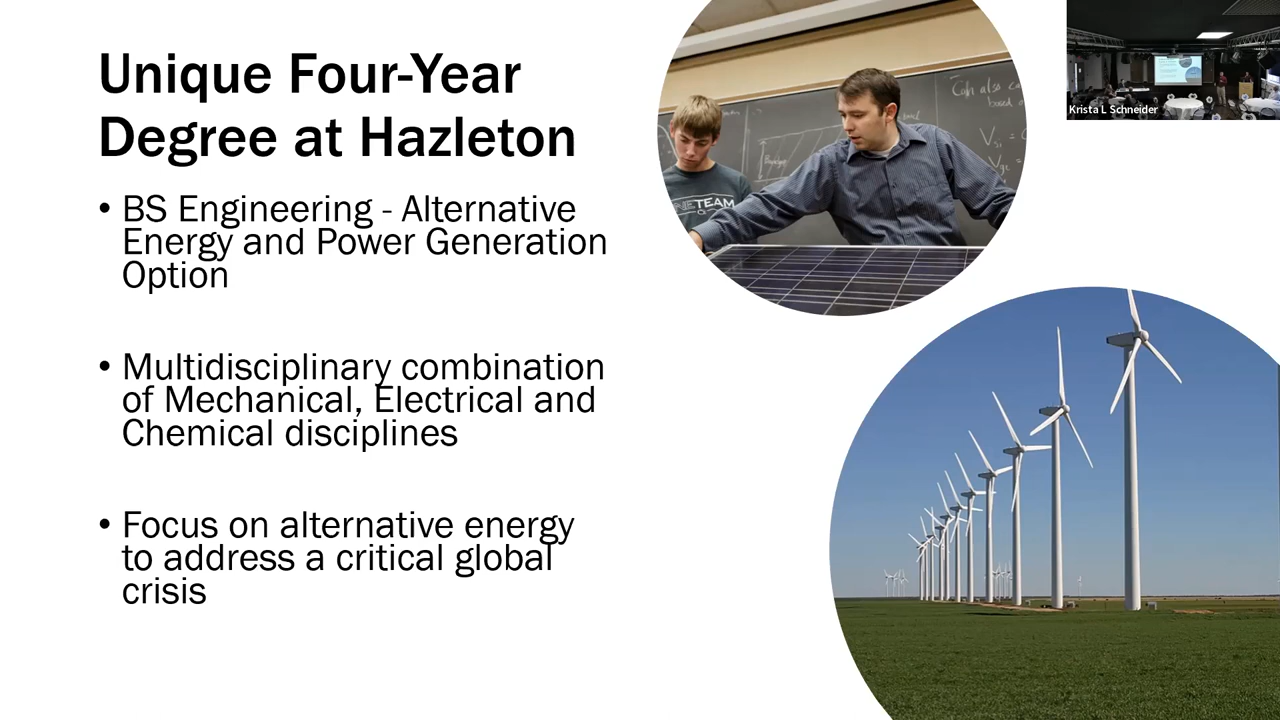 Unique Four-Year
Degree at Hazleton
• BS Engineering - Alternative
Energy and Power Generation
Option
• Multidisciplinary combination
of Mechanical, Electrical and
Chemical disciplines
• Focus on alternative energy
to address a critical global
crisis
Krista L Schneider
TEAM